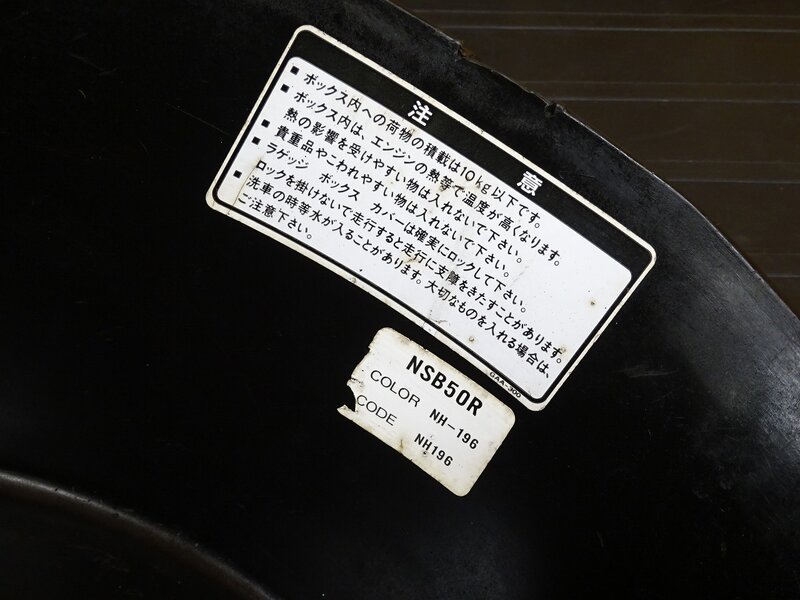 注 意
■ ボックス内への荷物の積載は10kg以下です。
■ ボックス内は、エンジンの熱等で温度が高くなります。
熱の影響を受けやすい物は入れないで下さい。
■ 貴重品やこわれやすい物は入れないで下さい。
■ ラゲッジ ボックス カバーは確実にロックして下さい。
ロックを掛けないで走行すると走行に支障をきたすことがあります。
■ 洗車の時等水が入ることがあります。大切なものを入れる場合は、
ご注意下さい。
GAA-900
NSB50R
COLOR NH-196
CODE NH196